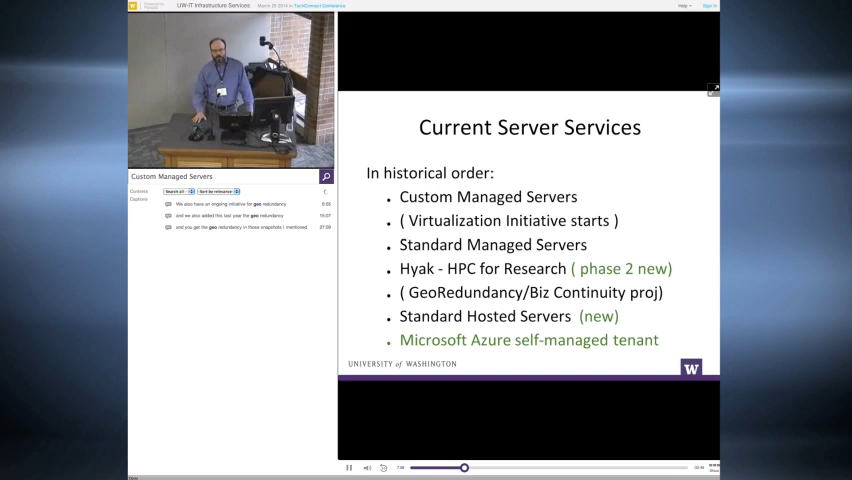 Powered by
Panopto
UW-IT Infrastructure Services
March 25 2014 in TechConnect Conference
Help
Sign in
Custom Managed Servers
Contents
Captions
Search all
Sort by relevance
We also have an ongoing initiative for geo redundancy
and we also added this last year the geo redundancy
15:07
and you get the geo redundancy in those snapshots I mentioned
Current Server Services
In historical order:
• Custom Managed Servers
• ( Virtualization Initiative starts )
• Standard Managed Servers
• Hyak - HPC for Research ( phase 2 new)
• ( GeoRedundancy/Biz Continuity proj)
• Standard Hosted Servers (new)
• Microsoft Azure self-managed tenant
UNIVERSITY of WASHINGTON
W